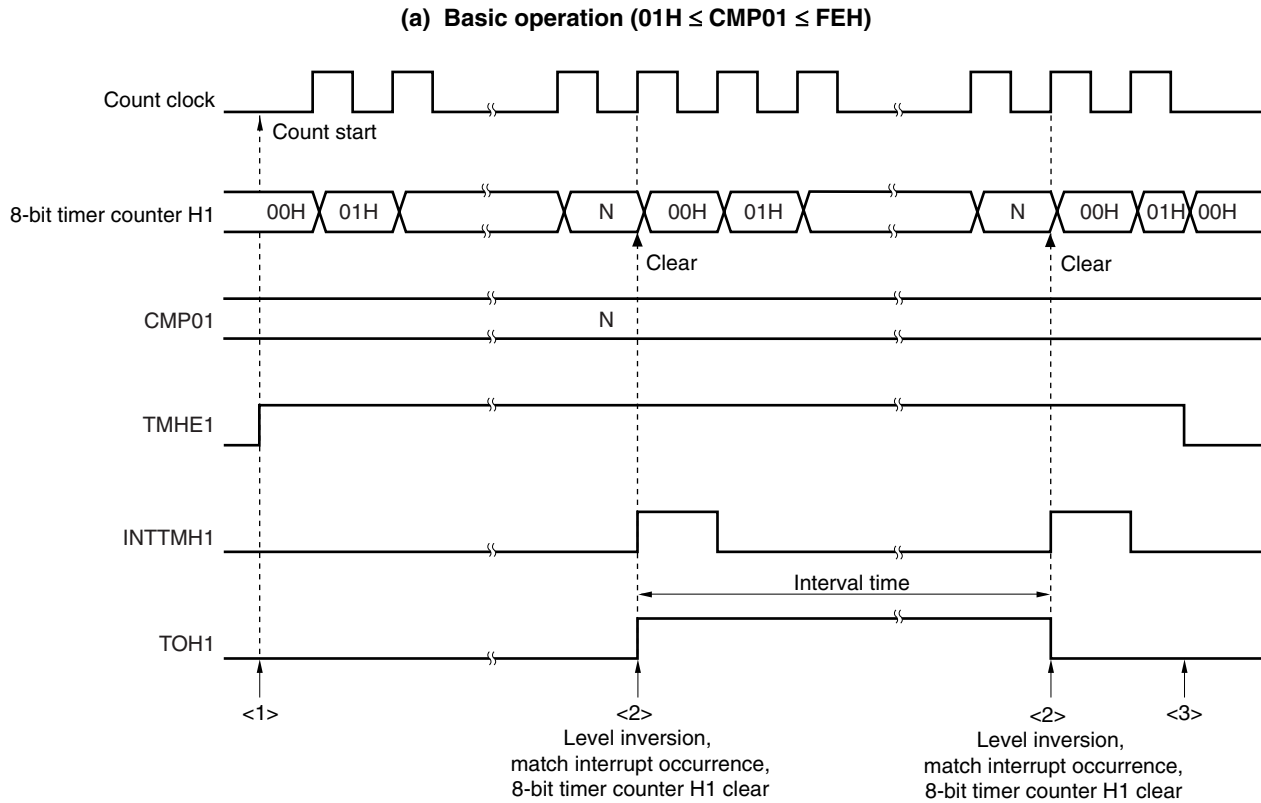 (a) Basic operation (01H ≤ CMP01 ≤ FEH)
Count clock
Count start
8-bit timer counter H1
00H 01H N 00H 01H N 00H 01H 00H
Clear Clear
CMP01
N
TMHE1
INTTMH1
Interval time
TOH1
<1> <2> <2> <3>
Level inversion,
match interrupt occurrence,
8-bit timer counter H1 clear
Level inversion,
match interrupt occurrence,
8-bit timer counter H1 clear